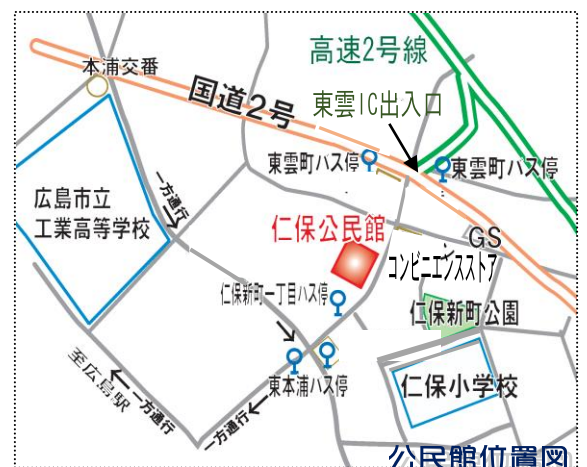 高速2号線
本浦交番
国道2号
東雲IC出入口
東雲町バス停
東雲町バス停
広島市立
工業高等学校
一方通行
仁保公民館
GS
コンビニエンスストア
仁保新町一丁目バス停
仁保新町公園
東本浦バス停
仁保小学校
至広島駅
一方通行
一方通行
公民館位置図